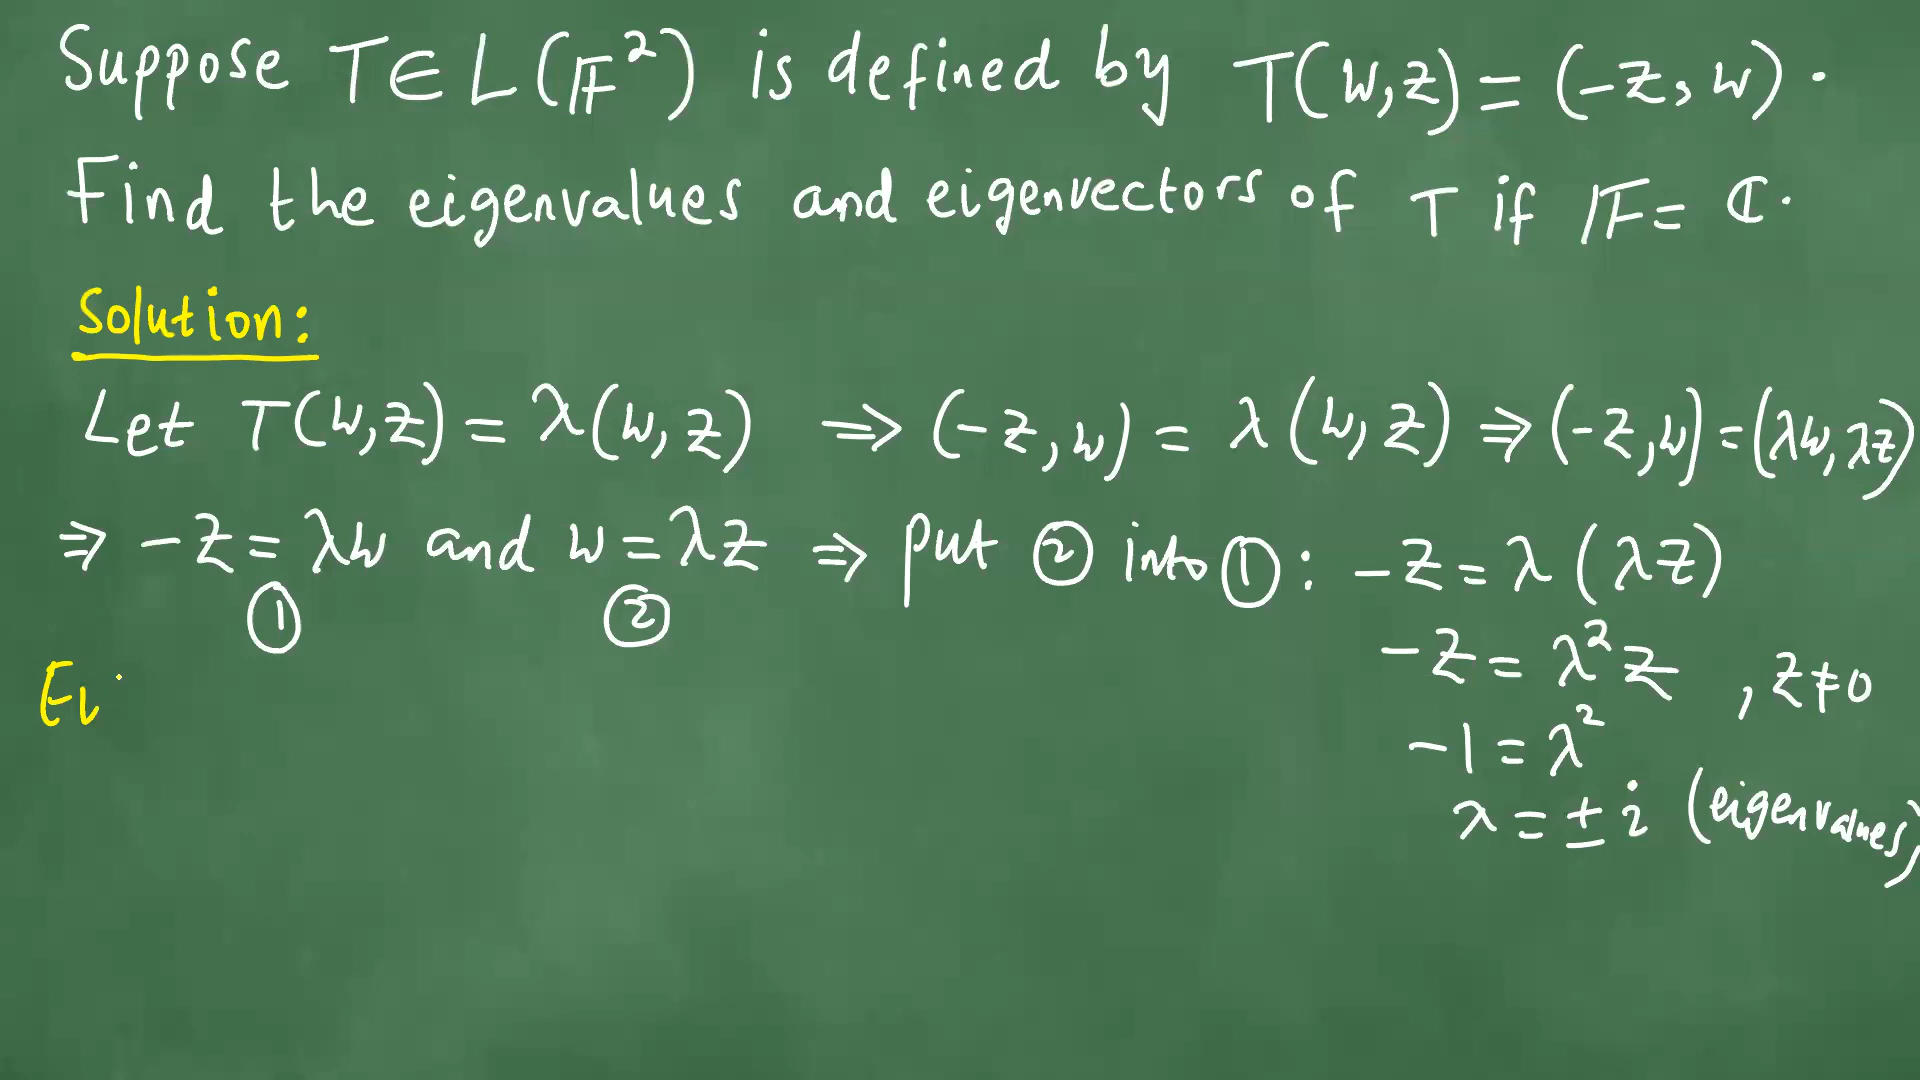 Suppose T∈L(𝔽²) is defined by T(w,z)=(-z,w).
Find the eigenvalues and eigenvectors of T if 𝔽=ℂ.
Solution:
Let T(w,z)=λ(w,z) ⇒ (-z,w)=λ(w,z) ⇒ (-z,w)=(λw,λz)
⇒ -z=λw and w=λz ⇒ put ② into ①: -z=λ(λz)
① ②
-z=λ²z , z≠0
-1=λ²
λ=±i (eigenvalues)